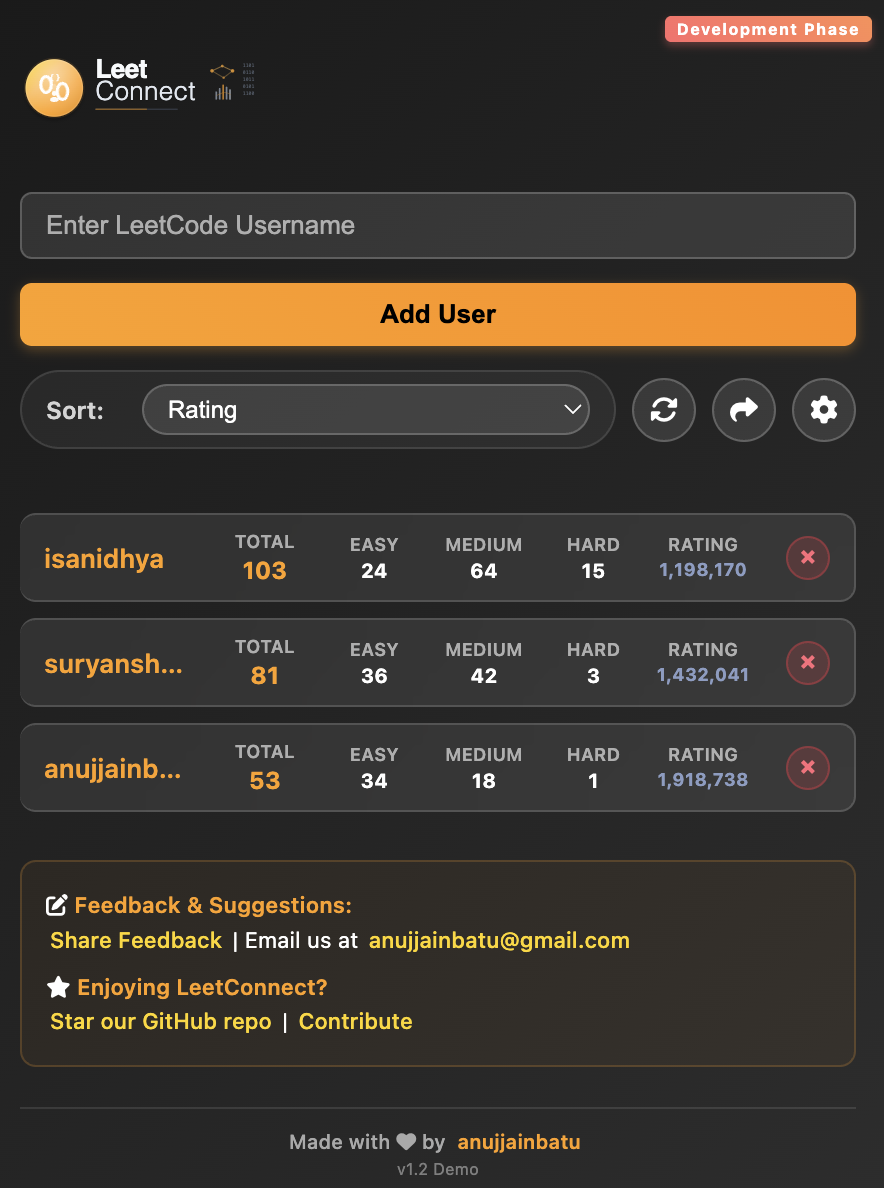 Development Phase
Leet
Connect
Enter LeetCode Username
Add User
Sort: Rating
isanidhya TOTAL 103 EASY 24 MEDIUM 64 HARD 15 RATING 1,198,170
suryansh... TOTAL 81 EASY 36 MEDIUM 42 HARD 3 RATING 1,432,041
anujjainb... TOTAL 53 EASY 34 MEDIUM 18 HARD 1 RATING 1,918,738
Feedback & Suggestions:
Share Feedback | Email us at anujjainbatu@gmail.com
Enjoying LeetConnect?
Star our GitHub repo | Contribute
Made with by anujjainbatu
v1.2 Demo